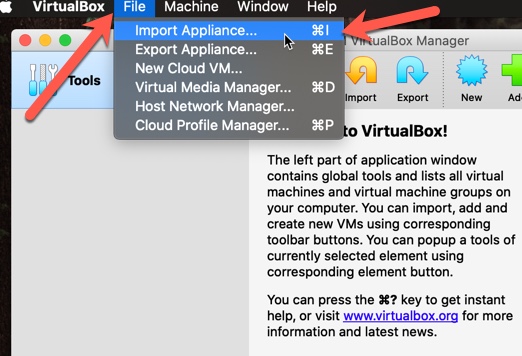 VirtualBox File Machine Window Help
Import Appliance... ⌘I
Export Appliance... ⌘E
New Cloud VM...
Virtual Media Manager... ⌘D
Host Network Manager...
Cloud Profile Manager... ⌘P
VirtualBox Manager
Tools
Import Export New
to VirtualBox!
The left part of application window
contains global tools and lists all virtual
machines and virtual machine groups on
your computer. You can import, add and
create new VMs using corresponding
toolbar buttons. You can popup a tools of
currently selected element using
corresponding element button.
You can press the ⌘? key to get instant
help, or visit www.virtualbox.org for more
information and latest news.